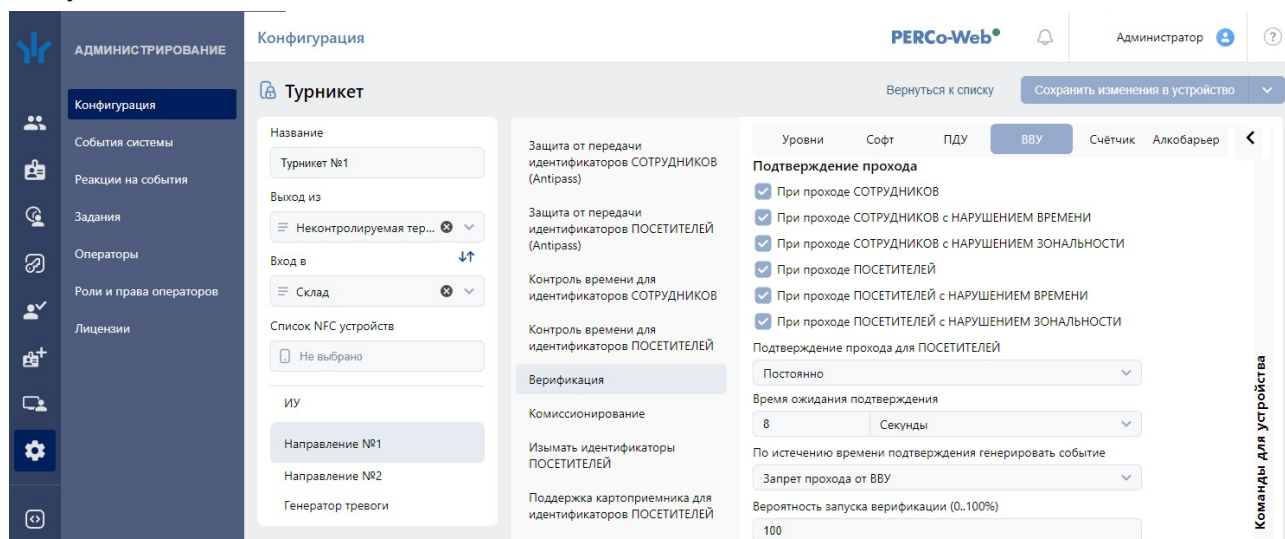 АДМИНИСТРИРОВАНИЕ
Конфигурация
События системы
Реакции на события
Задания
Операторы
Роли и права операторов
Лицензии
Конфигурация
PERCo-Web
Администратор
?
Турникет
Вернуться к списку
Сохранить изменения в устройство
Название
Турникет №1
Выход из
Неконтролируемая тер...
Вход в
Склад
Список NFC устройств
Не выбрано
ИУ
Направление №1
Направление №2
Генератор тревоги
Защита от передачи
идентификаторов СОТРУДНИКОВ
(Antipass)
Защита от передачи
идентификаторов ПОСЕТИТЕЛЕЙ
(Antipass)
Контроль времени для
идентификаторов СОТРУДНИКОВ
Контроль времени для
идентификаторов ПОСЕТИТЕЛЕЙ
Верификация
Комиссионирование
Изымать идентификаторы
ПОСЕТИТЕЛЕЙ
Поддержка картоприемника для
идентификаторов ПОСЕТИТЕЛЕЙ
Уровни Софт ПДУ ВВУ Счётчик Алкобарьер
Подтверждение прохода
При проходе СОТРУДНИКОВ
При проходе СОТРУДНИКОВ с НАРУШЕНИЕМ ВРЕМЕНИ
При проходе СОТРУДНИКОВ с НАРУШЕНИЕМ ЗОНАЛЬНОСТИ
При проходе ПОСЕТИТЕЛЕЙ
При проходе ПОСЕТИТЕЛЕЙ с НАРУШЕНИЕМ ВРЕМЕНИ
При проходе ПОСЕТИТЕЛЕЙ с НАРУШЕНИЕМ ЗОНАЛЬНОСТИ
Подтверждение прохода для ПОСЕТИТЕЛЕЙ
Постоянно
Время ожидания подтверждения
8 Секунды
По истечению времени подтверждения генерировать событие
Запрет прохода от ВВУ
Вероятность запуска верификации (0..100%)
100
Команды для устройства